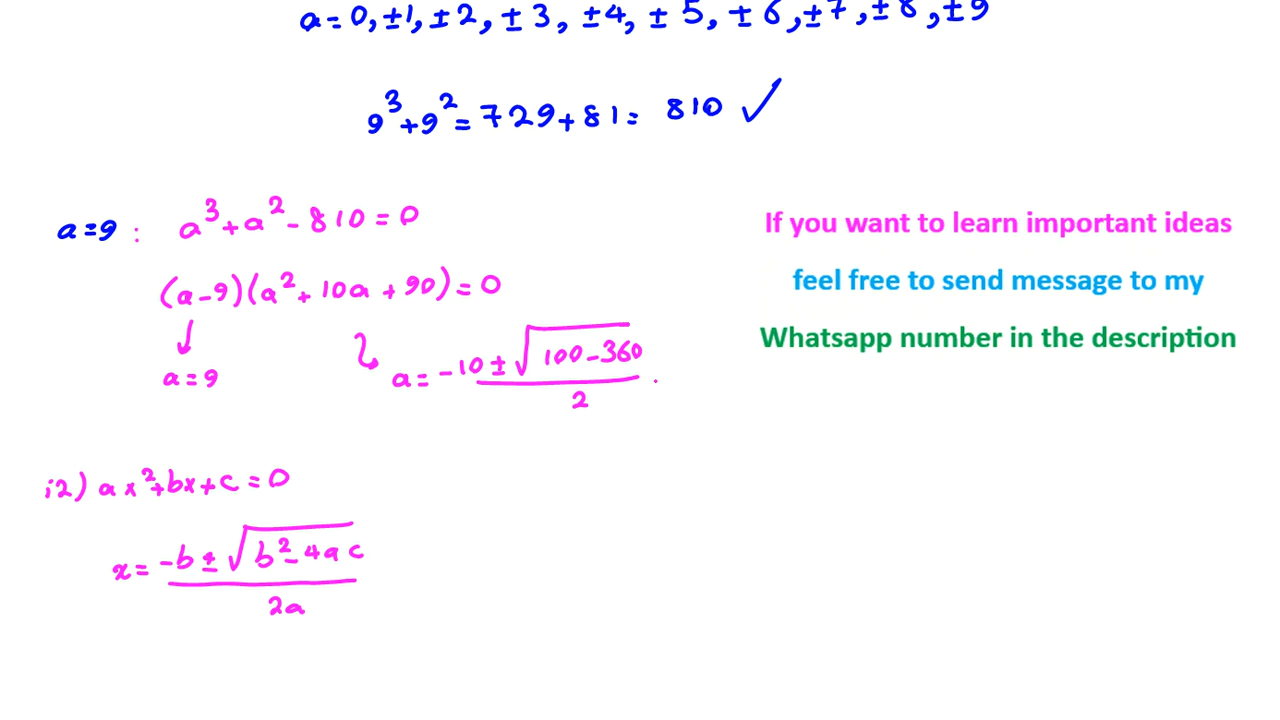 a = 0, ±1, ±2, ±3, ±4, ±5, ±6, ±7, ±8, ±9
9³ + 9² = 729 + 81 = 810 ✓
a = 9 : a³ + a² - 810 = 0
(a - 9)(a² + 10a + 90) = 0
a = 9
a = -10 ± √100 - 360
2
i2) ax² + bx + c = 0
x = -b ± √b² - 4ac
2a
If you want to learn important ideas
feel free to send message to my
Whatsapp number in the description